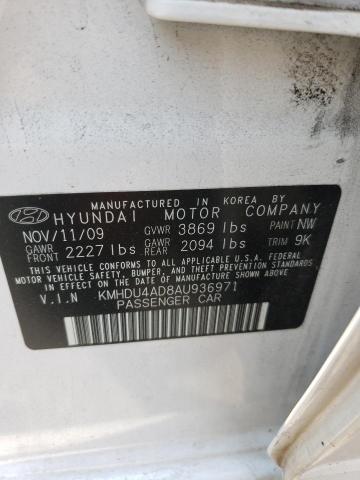 MANUFACTURED IN KOREA BY
HYUNDAI MOTOR COMPANY
NOV/11/09 GVWR 3869 lbs PAINT NW
GAWR FRONT 2227 lbs GAWR REAR 2094 lbs TRIM 9K
THIS VEHICLE CONFORMS TO ALL APPLICABLE FEDERAL
MOTOR VEHICLE SAFETY, BUMPER, AND THEFT PREVENTION
STANDARDS IN EFFECT ON THE DATE OF MANUFACTURE
SHOWN ABOVE.
V.I.N KMHDU4AD8AU936971
PASSENGER CAR